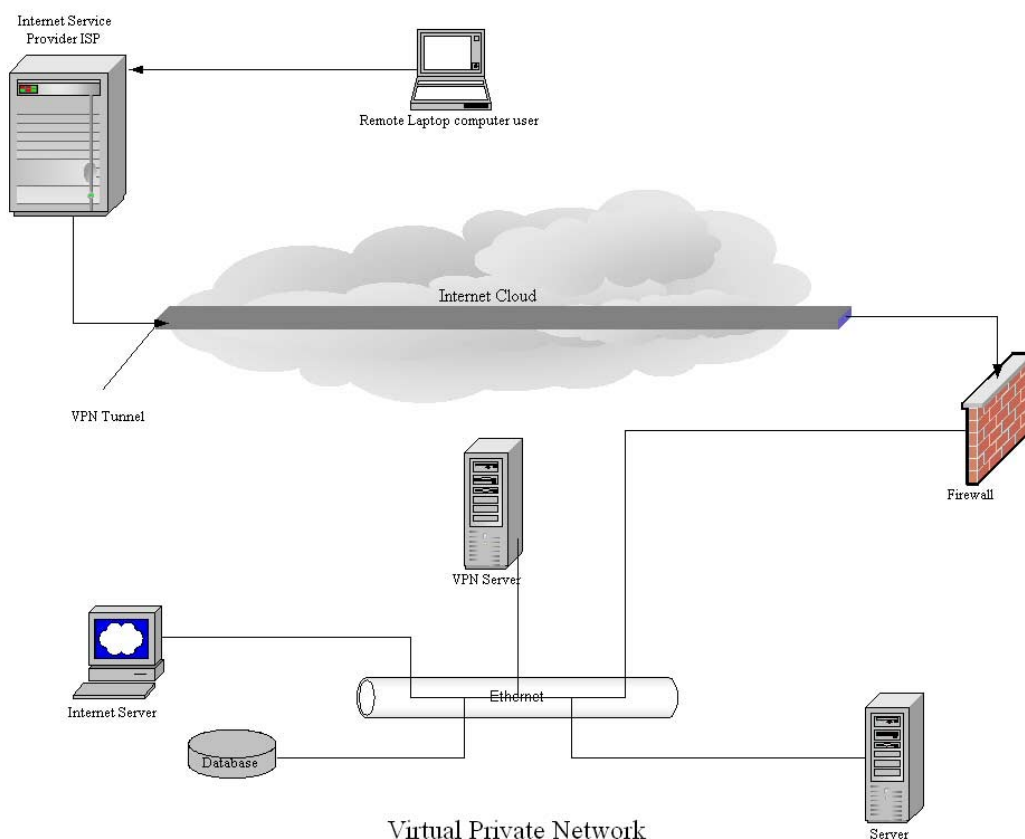 Internet Service
Provider ISP
Remote Laptop computer user
Internet Cloud
VPN Tunnel
Firewall
VPN Server
Ethernet
Internet Server
Database
Server
Virtual Private Network